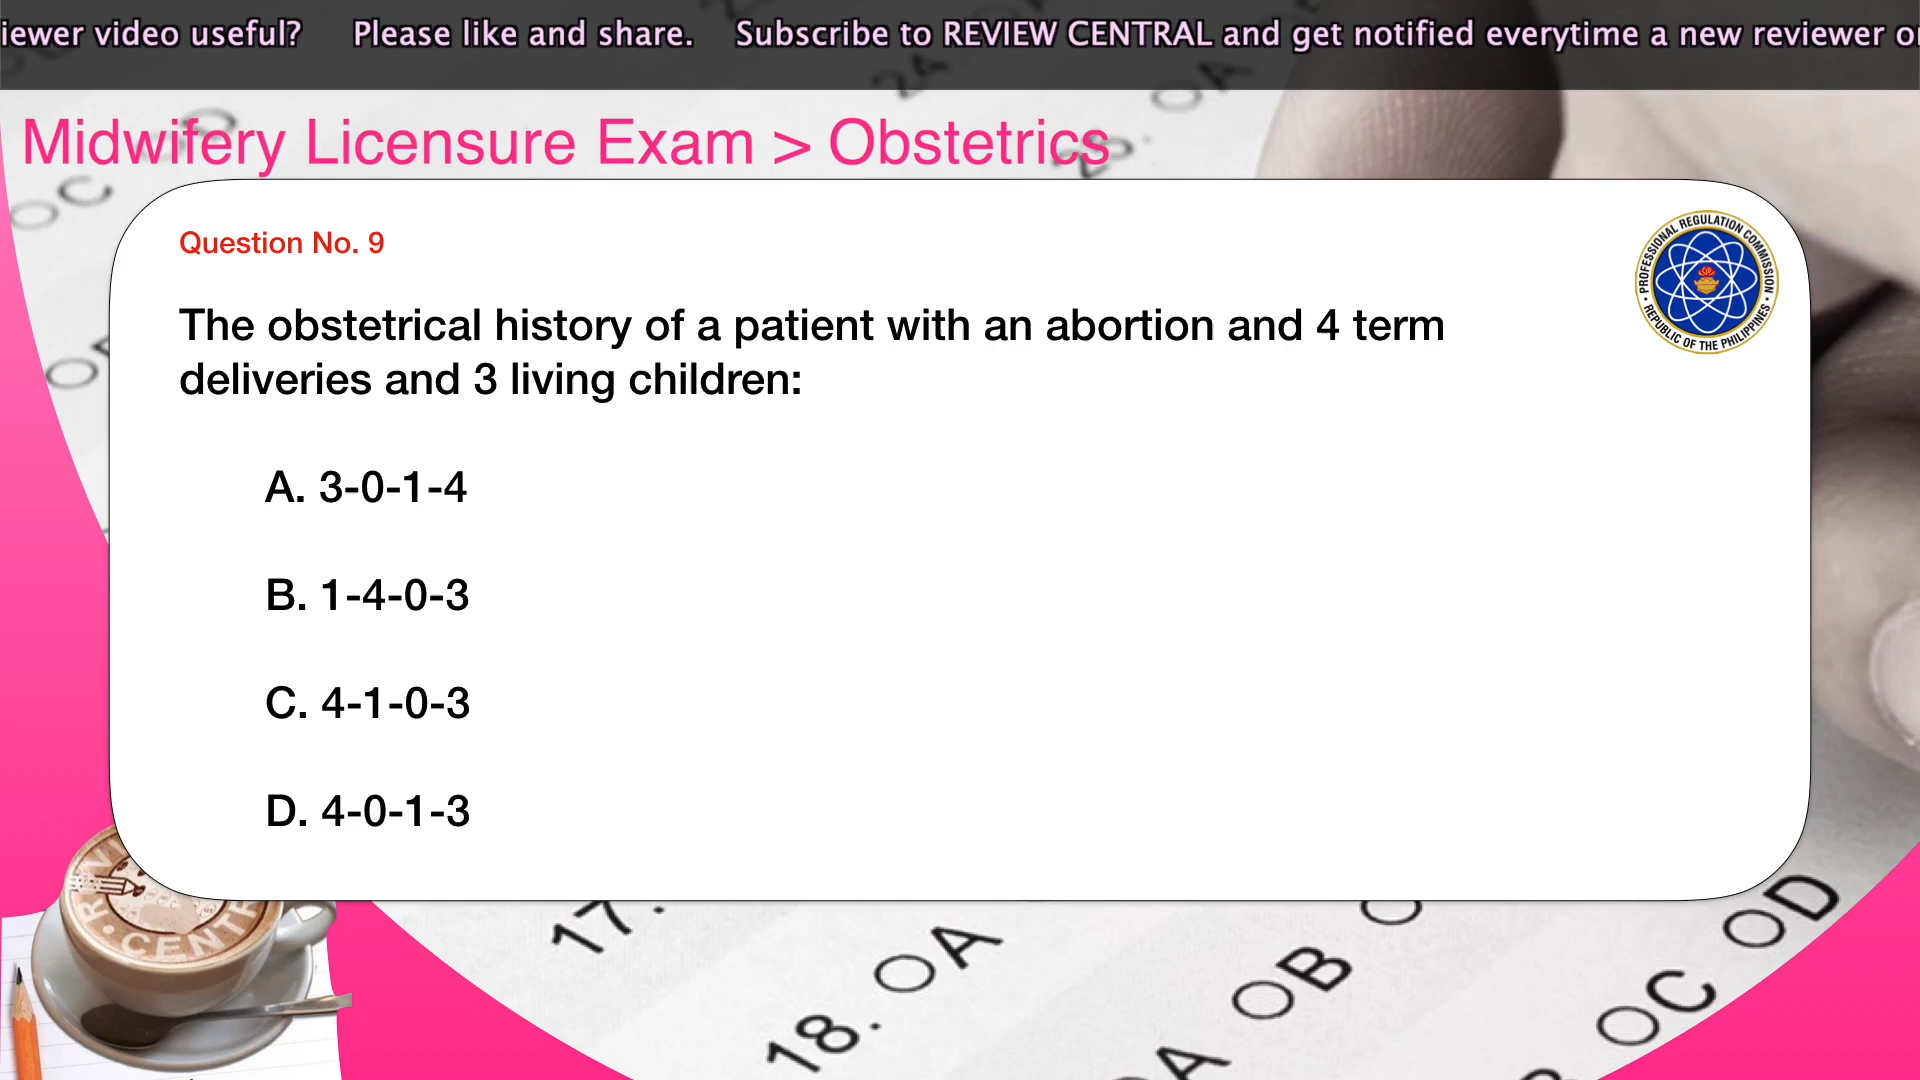 iewer video useful? Please like and share. Subscribe to REVIEW CENTRAL and get notified everytime a new reviewer
Midwifery Licensure Exam > Obstetrics
Question No. 9
PROFESSIONAL REGULATION COMMISSION
REPUBLIC OF THE PHILIPPINES
The obstetrical history of a patient with an abortion and 4 term
deliveries and 3 living children:
A. 3-0-1-4
B. 1-4-0-3
C. 4-1-0-3
D. 4-0-1-3
24.
OA
OC
17.
18. OA
OB
OC OD
A